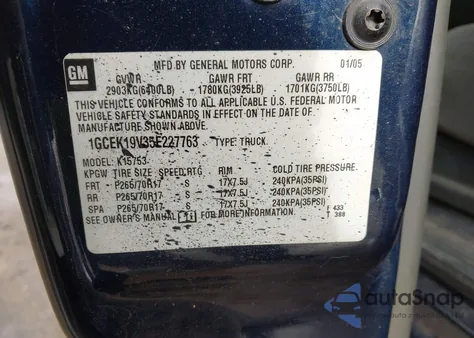 GM
MFD BY GENERAL MOTORS CORP. 01/05
GVWR GAWR FRT GAWR RR
2903KG(6400LB) 1780KG(3925LB) 1701KG(3750LB)
THIS VEHICLE CONFORMS TO ALL APPLICABLE U.S. FEDERAL MOTOR
VEHICLE SAFETY STANDARDS IN EFFECT ON THE DATE OF
MANUFACTURE SHOWN ABOVE.
1GCEK19V35E227763 TYPE: TRUCK
MODEL: K15753
KPGW TIRE SIZE SPEED RTG RIM COLD TIRE PRESSURE
FRT P265/70R17 S 17X7.5J 240KPA(35PSI)
RR P265/70R17 S 17X7.5J 240KPA(35PSI)
SPA P265/70R17 S 17X7.5J 240KPA(35PSI)
SEE OWNER'S MANUAL FOR MORE INFORMATION. F 433
T 388
autaSnap